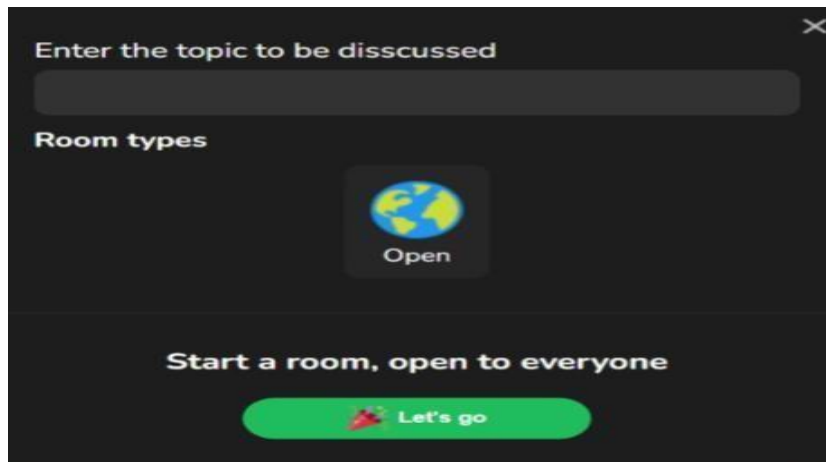 Enter the topic to be disscussed
Room types
Open
Start a room, open to everyone
Let's go